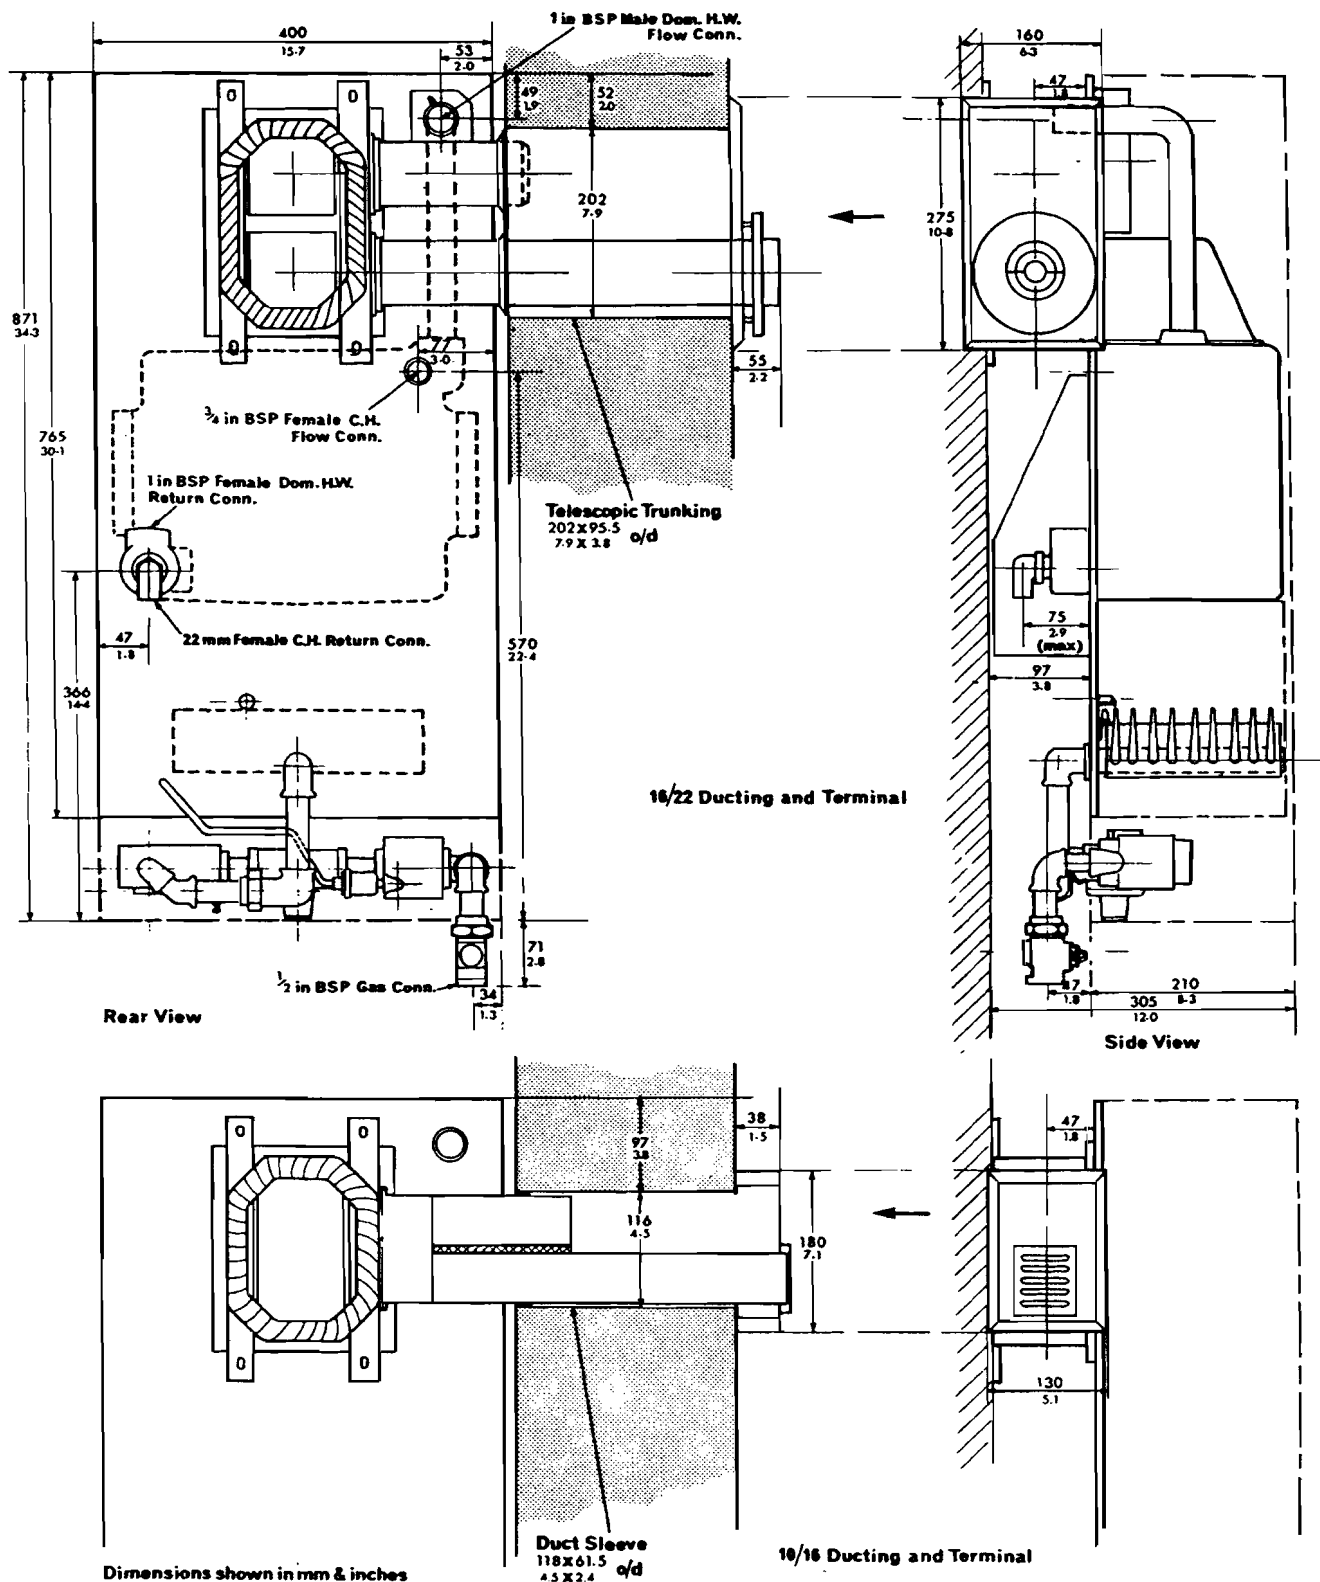 1 in BSP Male Dom. H.W.
Flow Conn.
400
15·7
53
2·0
160
6·3
49
1.9
52
2.0
47
1.8
202
7·9
275
10-8
871
34·3
77
3·0
55
2·2
¾ in BSP Female C.H.
Flow Conn.
765
30·1
1 in BSP Female Dom. H.W.
Return Conn.
Telescopic Trunking
202 X 95·5
7·9 X 3.8
o/d
47
1·8
22 mm Female C.H. Return Conn.
570
22·4
75
2·9
(max)
97
3.8
366
14·4
16/22 Ducting and Terminal
71
2·8
½ in BSP Gas Conn.
34
1·3
47
1.8
210
8·3
305
12·0
Rear View
Side View
97
3.8
38
1·5
47
1.8
116
4·5
180
7.1
130
5.1
Duct Sleeve
118 X 61.5
4.5 X 2.4
o/d
10/16 Ducting and Terminal
Dimensions shown in mm & inches